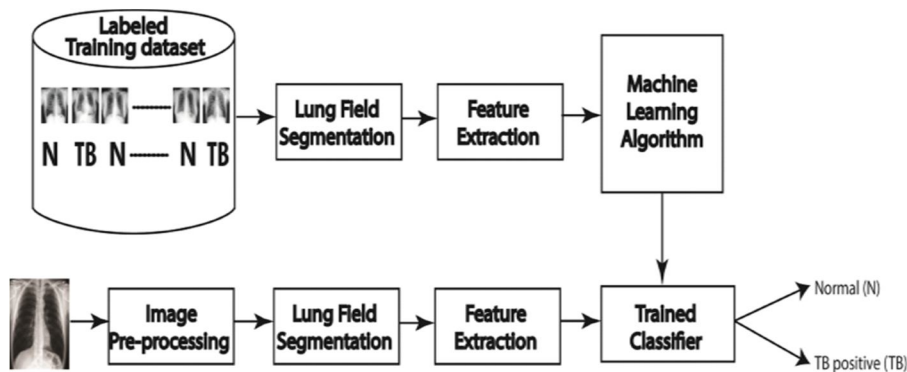 Labeled
Training dataset
N TB N N TB
Lung Field
Segmentation
Feature
Extraction
Machine
Learning
Algorithm
Image
Pre-processing
Lung Field
Segmentation
Feature
Extraction
Trained
Classifier
Normal (N)
TB positive (TB)